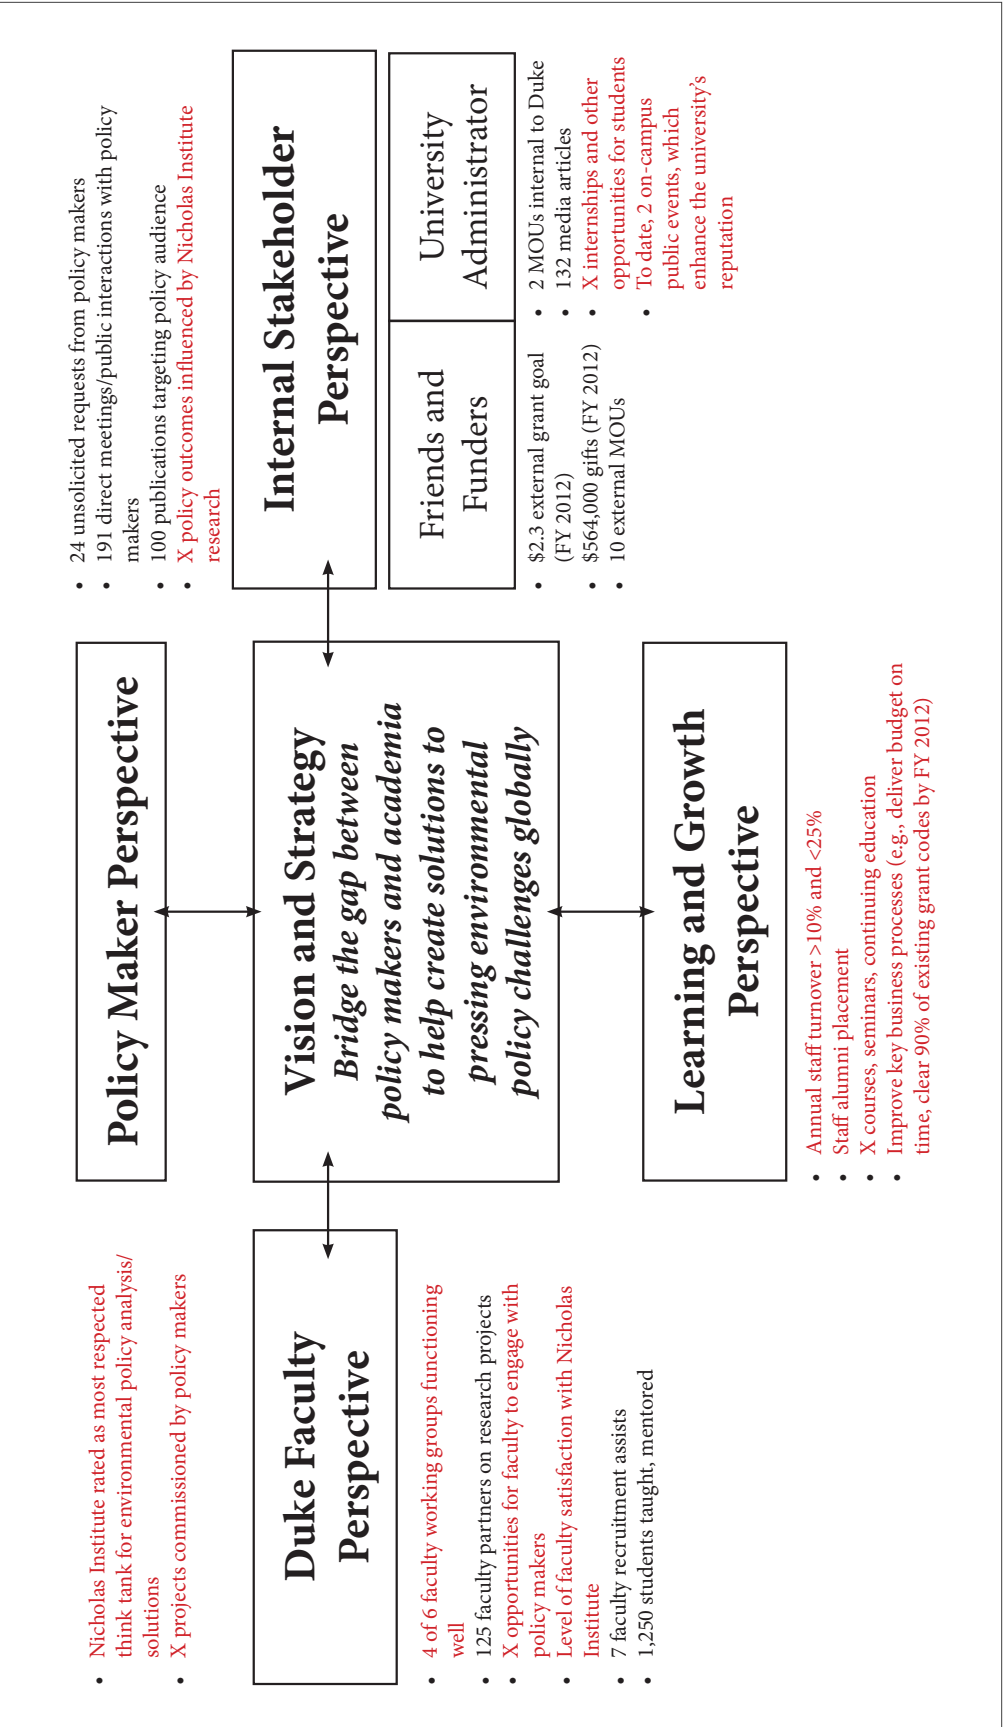 Nicholas Institute rated as most respected
think tank for environmental policy analysis/
solutions
X projects commissioned by policy makers
Policy Maker Perspective
24 unsolicited requests from policy makers
191 direct meetings/public interactions with policy
makers
100 publications targeting policy audience
X policy outcomes influenced by Nicholas Institute
research
Duke Faculty
Perspective
4 of 6 faculty working groups functioning
well
125 faculty partners on research projects
X opportunities for faculty to engage with
policy makers
Level of faculty satisfaction with Nicholas
Institute
7 faculty recruitment assists
1,250 students taught, mentored
Vision and Strategy
Bridge the gap between
policy makers and academia
to help create solutions to
pressing environmental
policy challenges globally
Internal Stakeholder
Perspective
Friends and
Funders
$2.3 external grant goal
(FY 2012)
$564,000 gifts (FY 2012)
10 external MOUs
University
Administrator
2 MOUs internal to Duke
132 media articles
X internships and other
opportunities for students
To date, 2 on-campus
public events, which
enhance the university's
reputation
Learning and Growth
Perspective
Annual staff turnover >10% and <25%
Staff alumni placement
X courses, seminars, continuing education
Improve key business processes (e.g., deliver budget on
time, clear 90% of existing grant codes by FY 2012)